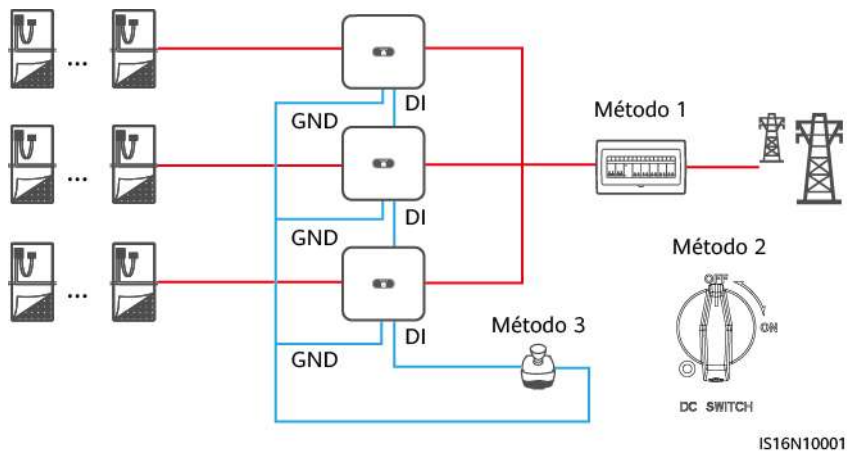 DI
GND
Método 1
DI
GND
Método 2
OFF
ON
DC SWITCH
Método 3
DI
GND
IS16N10001